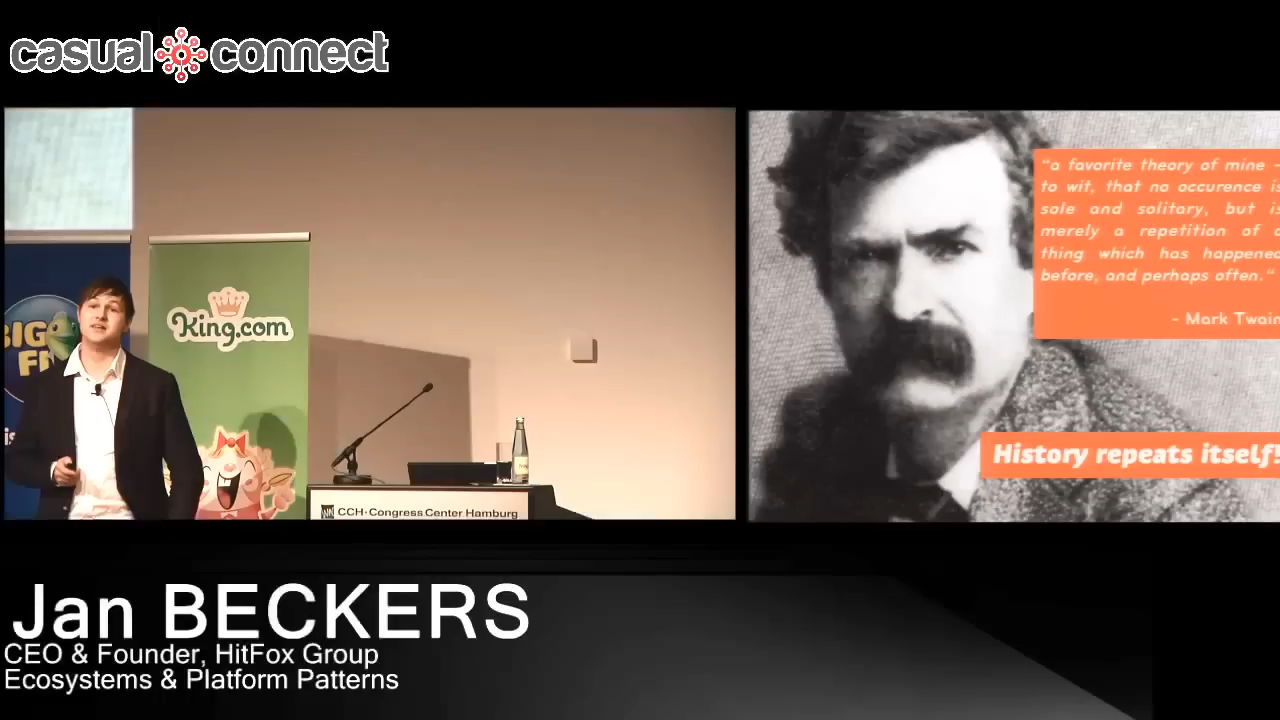 casual connect
"a favorite theory of mine -
to wit, that no occurence is
sole and solitary, but is
merely a repetition of a
thing which has happened
before, and perhaps often."
- Mark Twain
History repeats itself!
BIG
King.com
CCH·Congress Center Hamburg
Jan BECKERS
CEO & Founder, HitFox Group
Ecosystems & Platform Patterns